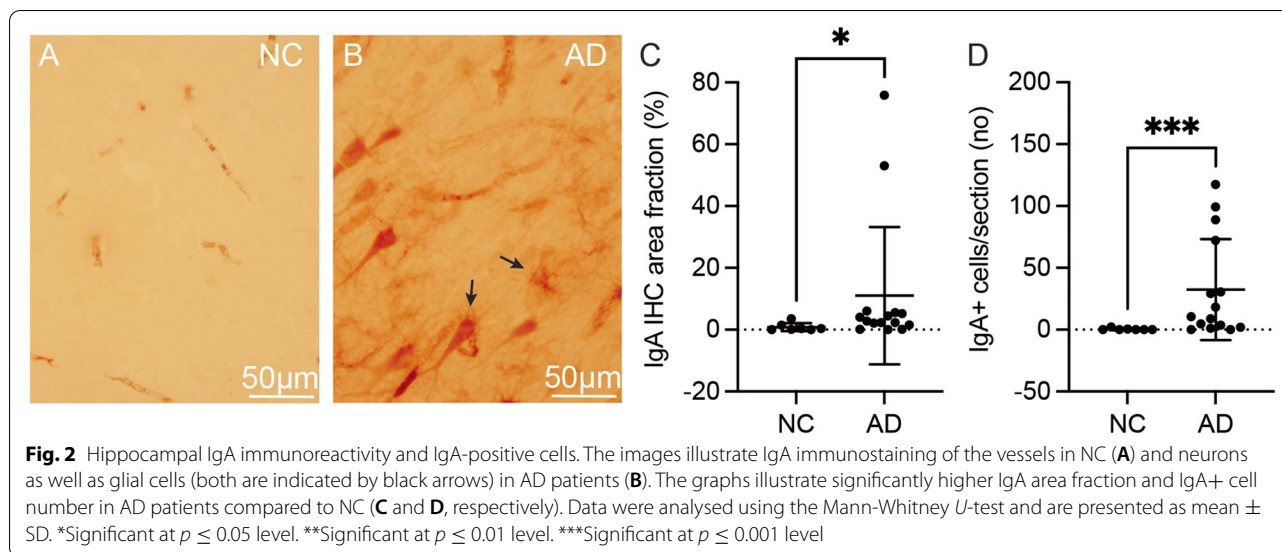 A NC
50µm
B AD
50µm
C
*
IgA IHC area fraction (%)
80
60
40
20
0
-20
NC AD
D
***
IgA+ cells/section (no)
200
150
100
50
0
-50
NC AD
Fig. 2 Hippocampal IgA immunoreactivity and IgA-positive cells. The images illustrate IgA immunostaining of the vessels in NC (A) and neurons
as well as glial cells (both are indicated by black arrows) in AD patients (B). The graphs illustrate significantly higher IgA area fraction and IgA+ cell
number in AD patients compared to NC (C and D, respectively). Data were analysed using the Mann-Whitney U-test and are presented as mean ±
SD. *Significant at p ≤ 0.05 level. **Significant at p ≤ 0.01 level. ***Significant at p ≤ 0.001 level